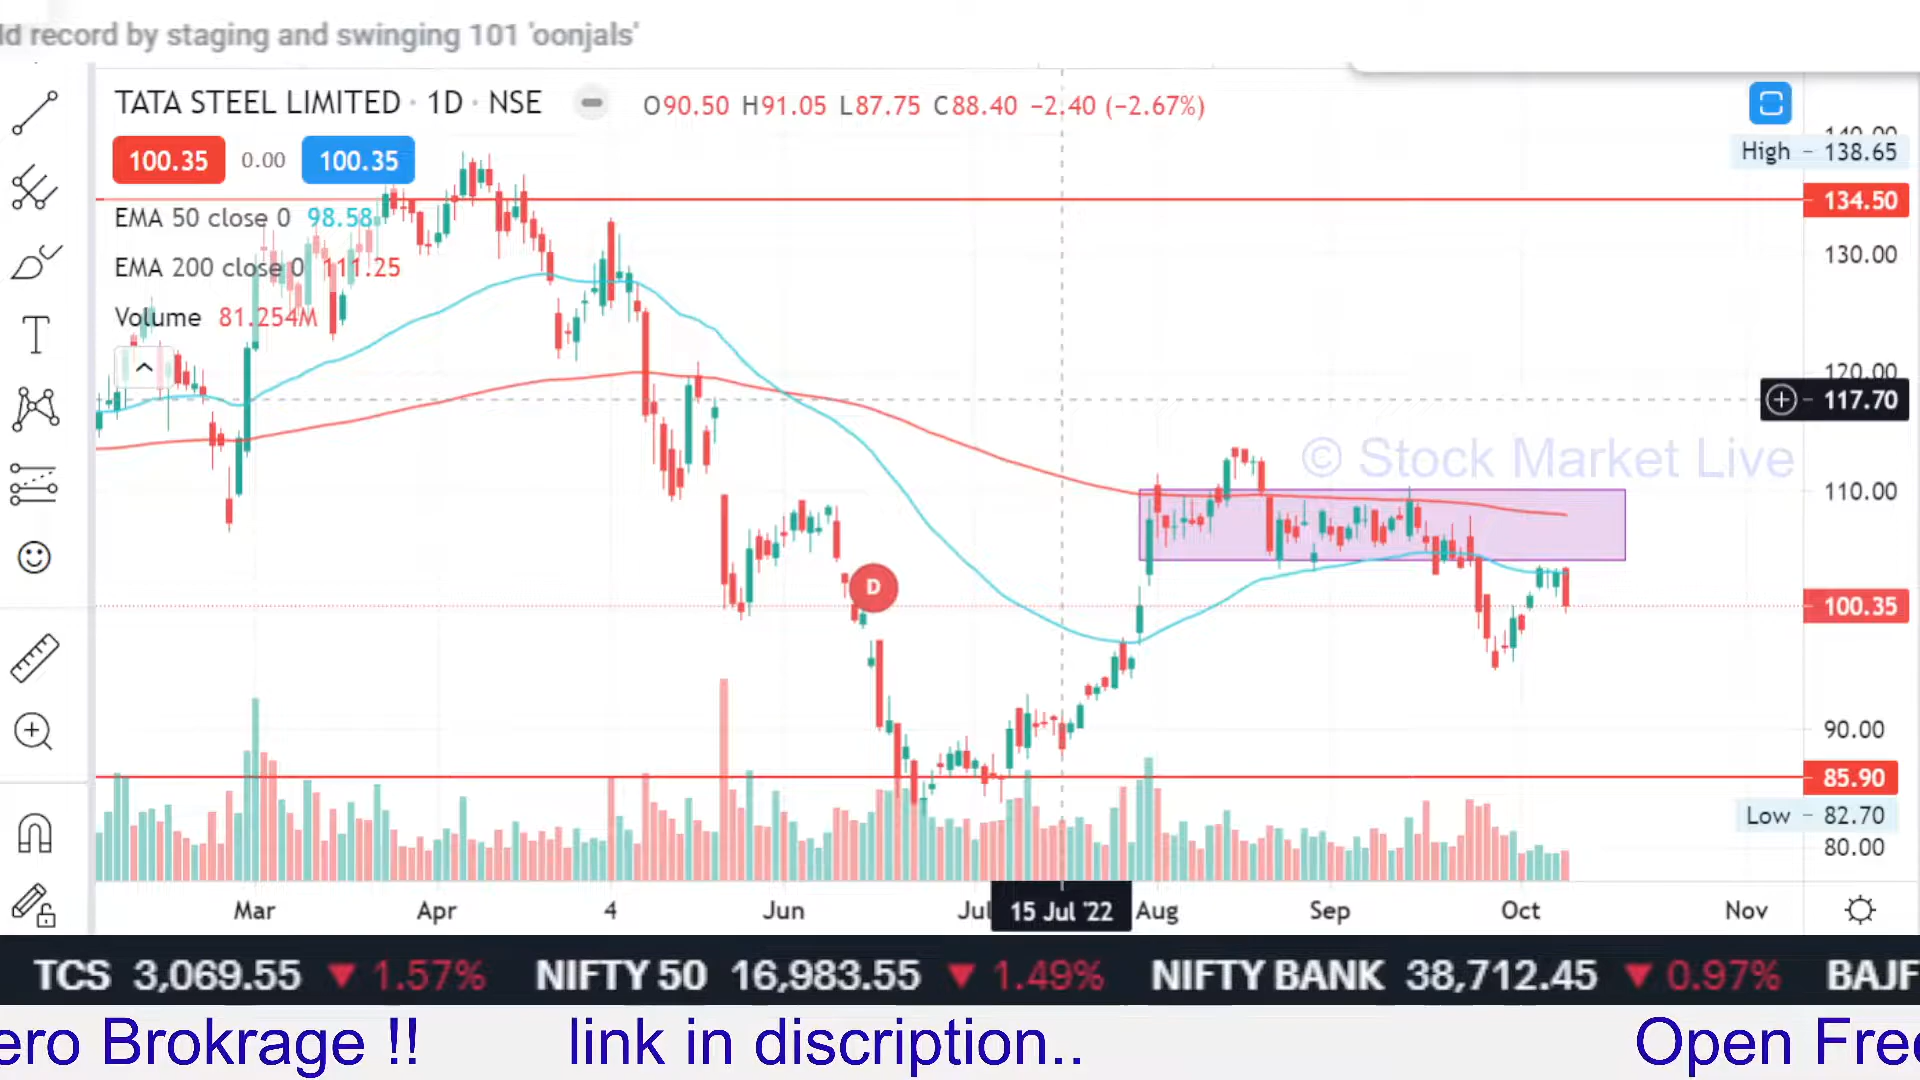 ld record by staging and swinging 101 'oonjals'
TATA STEEL LIMITED · 1D · NSE
O90.50 H91.05 L87.75 C88.40 −2.40 (−2.67%)
100.35 0.00 100.35
EMA 50 close 0 98.58
EMA 200 close 0 111.25
Volume 81.254M
140.00
High 138.65
134.50
130.00
120.00
117.70
© Stock Market Live
110.00
D
100.35
90.00
85.90
Low 82.70
80.00
Mar Apr 4 Jun Jul 15 Jul '22 Aug Sep Oct Nov
TCS 3,069.55 ▼ 1.57% NIFTY 50 16,983.55 ▼ 1.49% NIFTY BANK 38,712.45 ▼ 0.97% BAJF
ero Brokrage !! link in discription.. Open Free